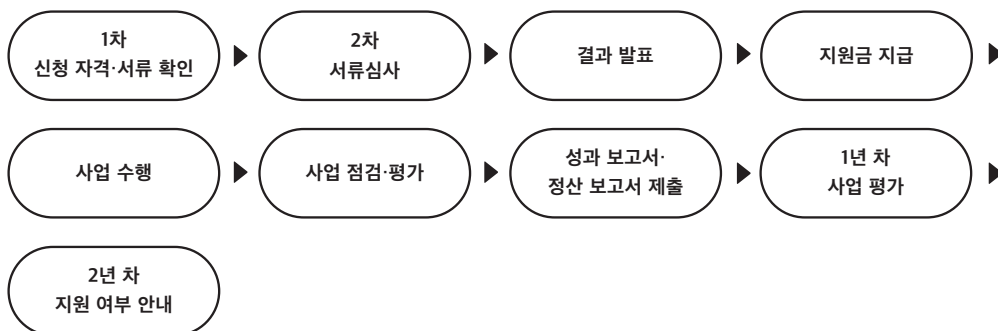 1차
신청 자격·서류 확인
2차
서류심사
결과 발표
지원금 지급
사업 수행
사업 점검·평가
성과 보고서·
정산 보고서 제출
1년 차
사업 평가
2년 차
지원 여부 안내